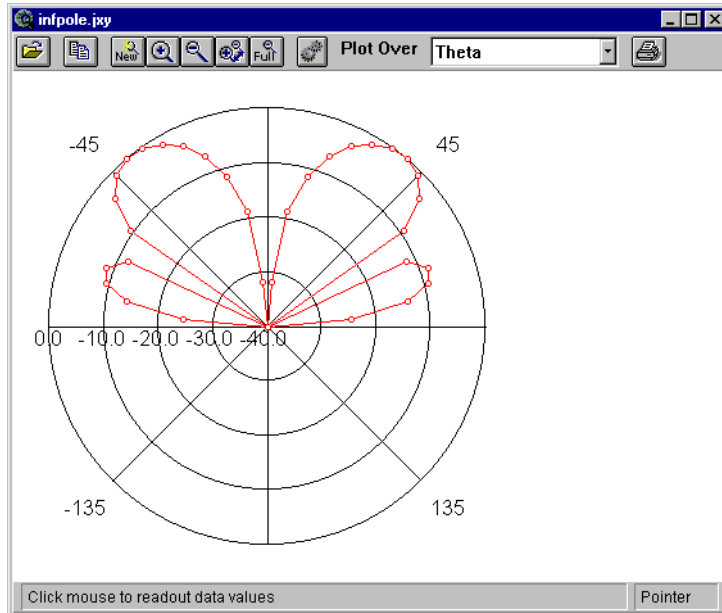 infpole.jxy
New Full Plot Over Theta
-45 45
0.0 -10.0 -20.0 -30.0 -40.0
-135 135
Click mouse to readout data values Pointer